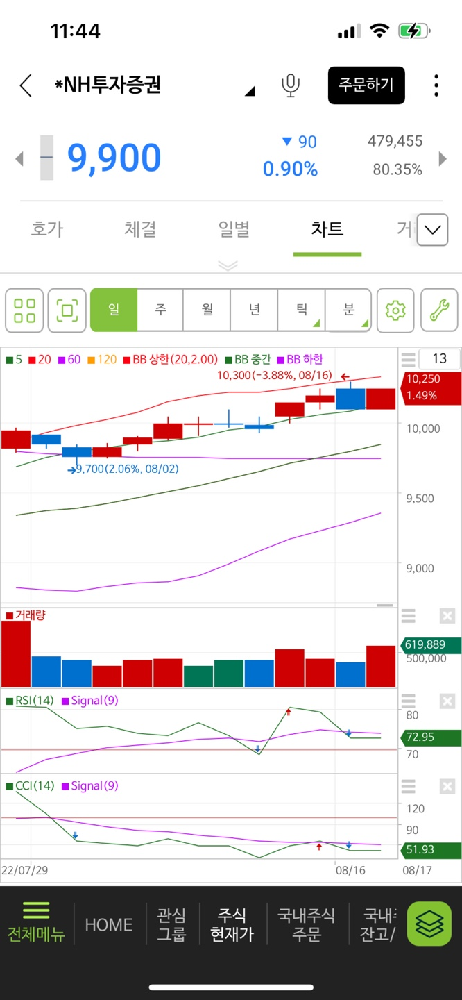 11:44
*NH투자증권
주문하기
9,900
▼ 90
479,455
0.90%
80.35%
호가 체결 일별 차트
일 주 월 년 틱 분
5 20 60 120 BB 상한(20,2.00) BB 중간 BB 하한
13
10,300(-3.88%, 08/16)
10,250
1.49%
10,000
9,700(2.06%, 08/02)
9,500
9,000
거래량
619,889
500,000
RSI(14) Signal(9)
80
72.95
70
CCI(14) Signal(9)
120
90
51.93
22/07/29 08/16 08/17
전체메뉴
HOME
관심
그룹
주식
현재가
국내주식
주문
잔고/